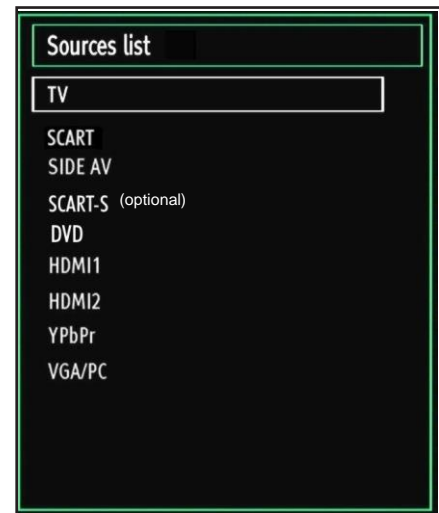 Sources list
TV
SCART
SIDE AV
SCART-S (optional)
DVD
HDMI1
HDMI2
YPbPr
VGA/PC